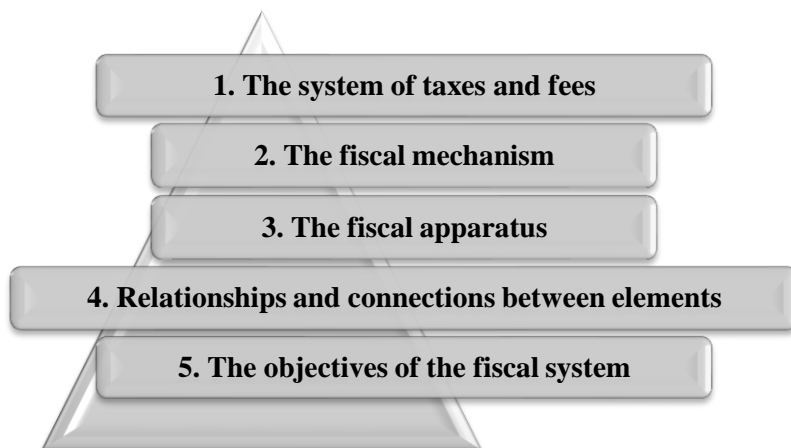 1. The system of taxes and fees
2. The fiscal mechanism
3. The fiscal apparatus
4. Relationships and connections between elements
5. The objectives of the fiscal system